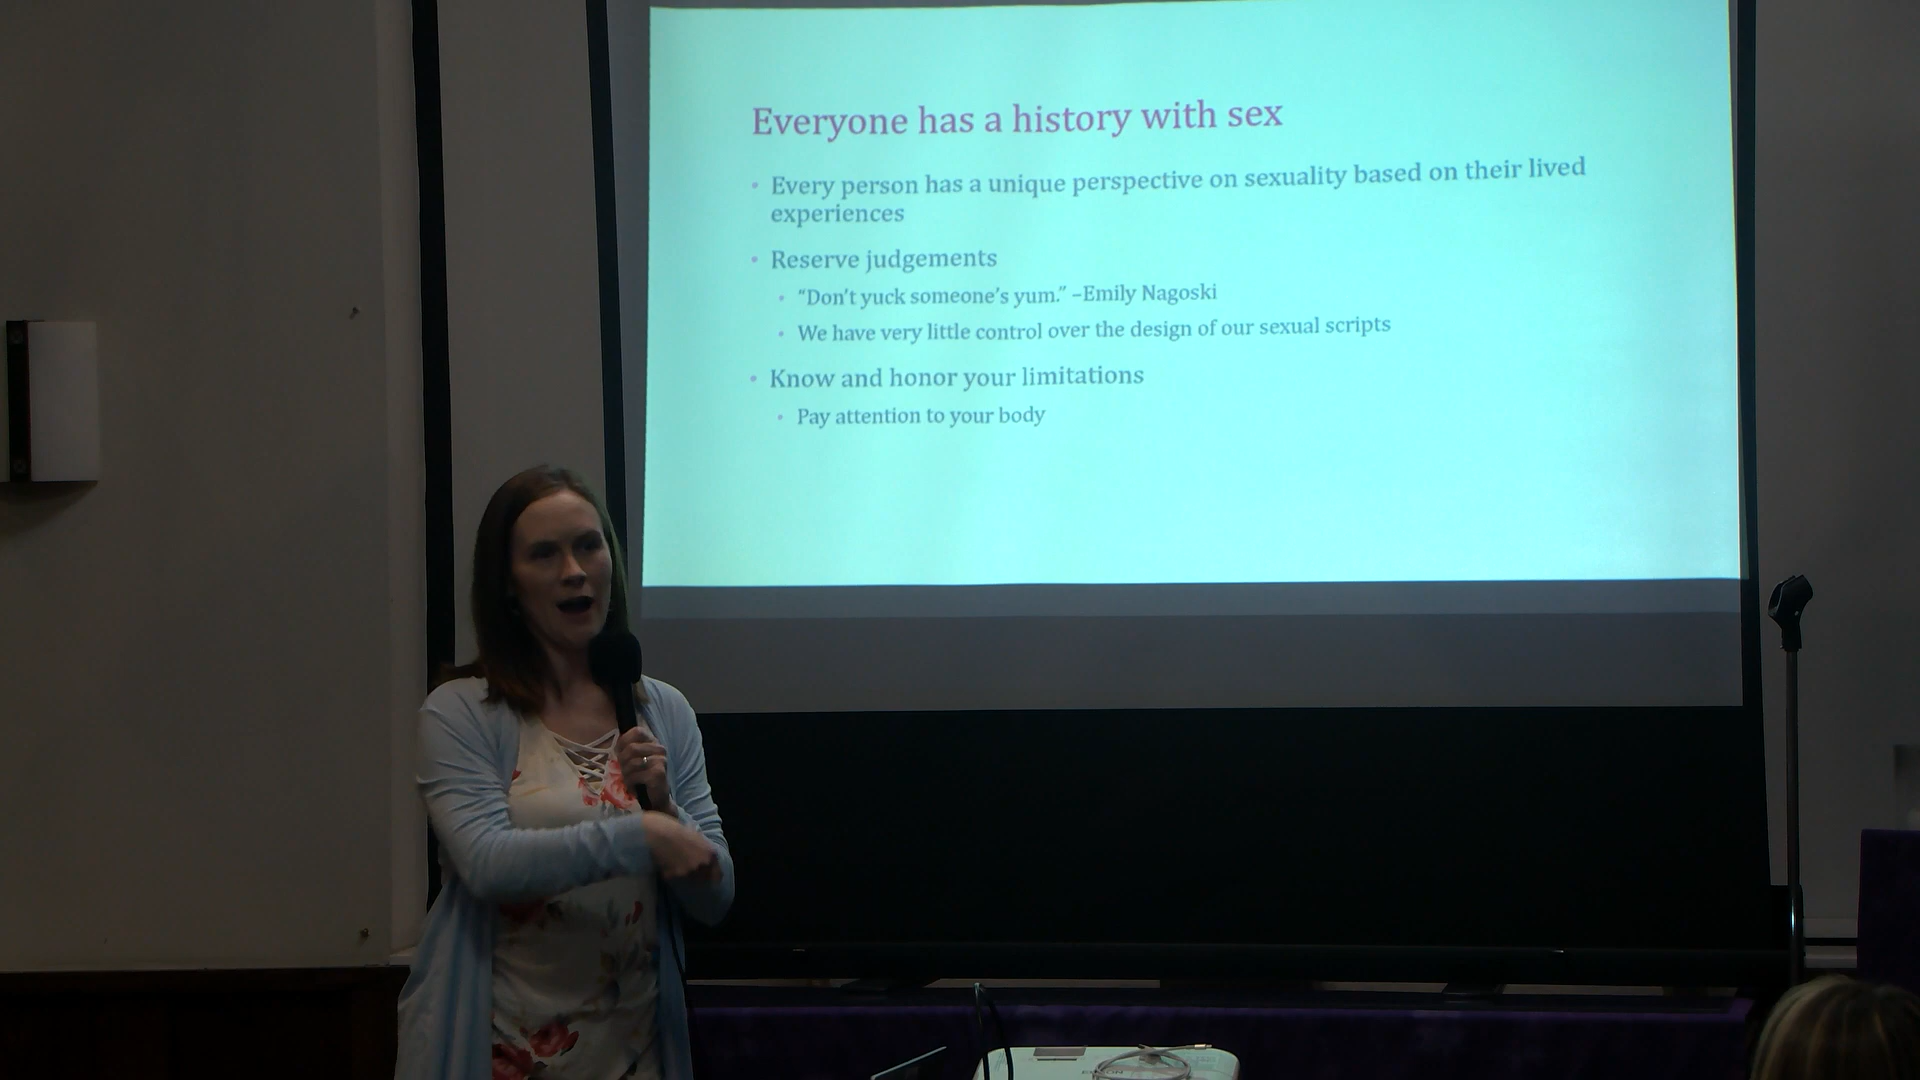 Everyone has a history with sex
• Every person has a unique perspective on sexuality based on their lived
experiences
• Reserve judgements
• “Don’t yuck someone’s yum.” –Emily Nagoski
• We have very little control over the design of our sexual scripts
• Know and honor your limitations
• Pay attention to your body
EPSON